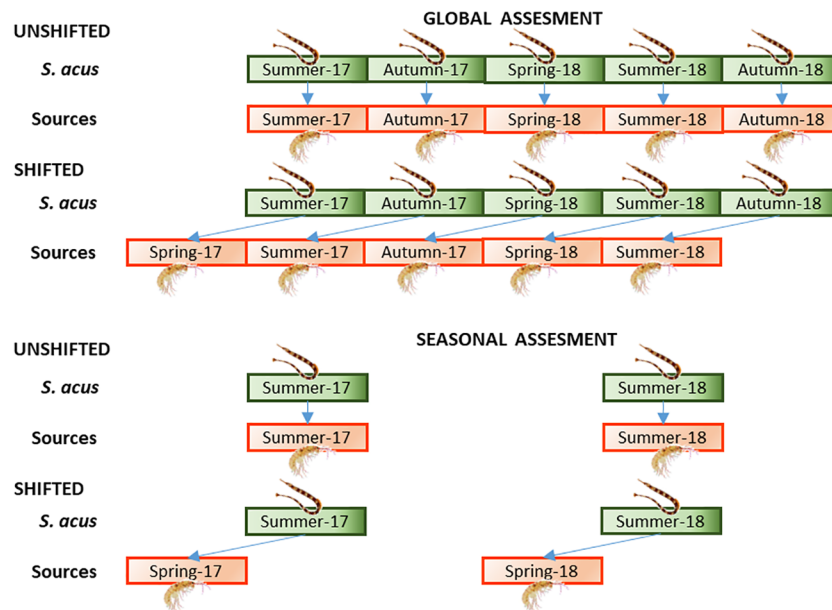 GLOBAL ASSESMENT
UNSHIFTED
S. acus Summer-17 Autumn-17 Spring-18 Summer-18 Autumn-18
Sources Summer-17 Autumn-17 Spring-18 Summer-18 Autumn-18
SHIFTED
S. acus Summer-17 Autumn-17 Spring-18 Summer-18 Autumn-18
Sources Spring-17 Summer-17 Autumn-17 Spring-18 Summer-18
SEASONAL ASSESMENT
UNSHIFTED
S. acus Summer-17 Summer-18
Sources Summer-17 Summer-18
SHIFTED
S. acus Summer-17 Summer-18
Sources Spring-17 Spring-18